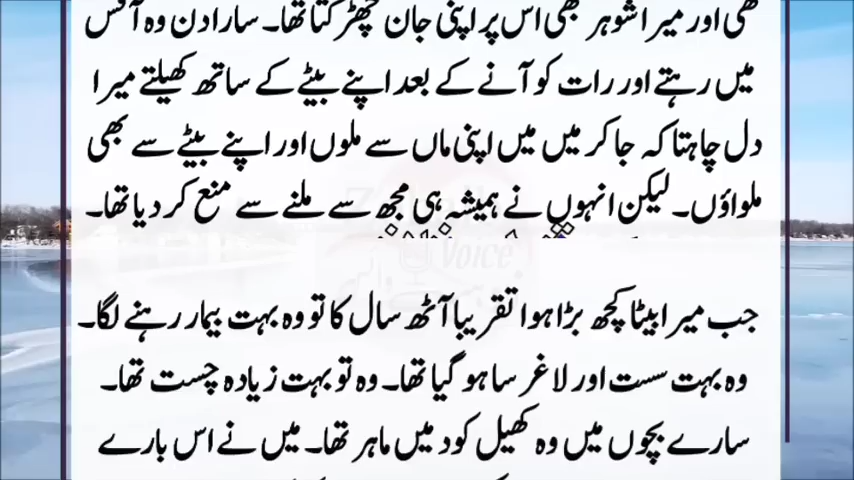 تھی اور میرا شوہر بھی اس پر اپنی جان چھڑکتا تھا۔ سارا دن وہ آفس
میں رہتے اور رات کو آنے کے بعد اپنے بیٹے کے ساتھ کھیلتے میرا
دل چاہتا کہ جا کر میں میں اپنی ماں سے ملوں اور اپنے بیٹے سے بھی
ملواؤں۔ لیکن انہوں نے ہمیشہ ہی مجھ سے ملنے سے منع کر دیا تھا۔
Voice
جب میرا بیٹا کچھ بڑا ہوا تقریبا آٹھ سال کا تو وہ بہت بیمار رہنے لگا۔
وہ بہت سست اور لاغر سا ہو گیا تھا۔ وہ تو بہت زیادہ چست تھا۔
سارے بچوں میں وہ کھیل کود میں ماہر تھا۔ میں نے اس بارے